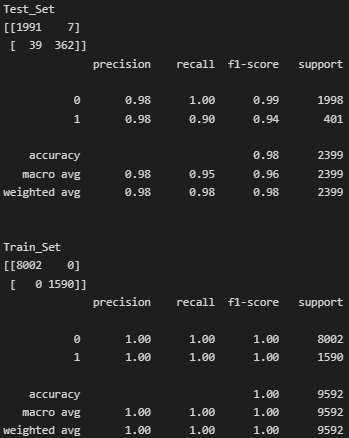 Test_Set
[[1991    7]
 [  39  362]]
              precision    recall  f1-score   support

           0       0.98      1.00      0.99      1998
           1       0.98      0.90      0.94       401

    accuracy                           0.98      2399
   macro avg       0.98      0.95      0.96      2399
weighted avg       0.98      0.98      0.98      2399

Train_Set
[[8002    0]
 [   0 1590]]
              precision    recall  f1-score   support

           0       1.00      1.00      1.00      8002
           1       1.00      1.00      1.00      1590

    accuracy                           1.00      9592
   macro avg       1.00      1.00      1.00      9592
weighted avg       1.00      1.00      1.00      9592